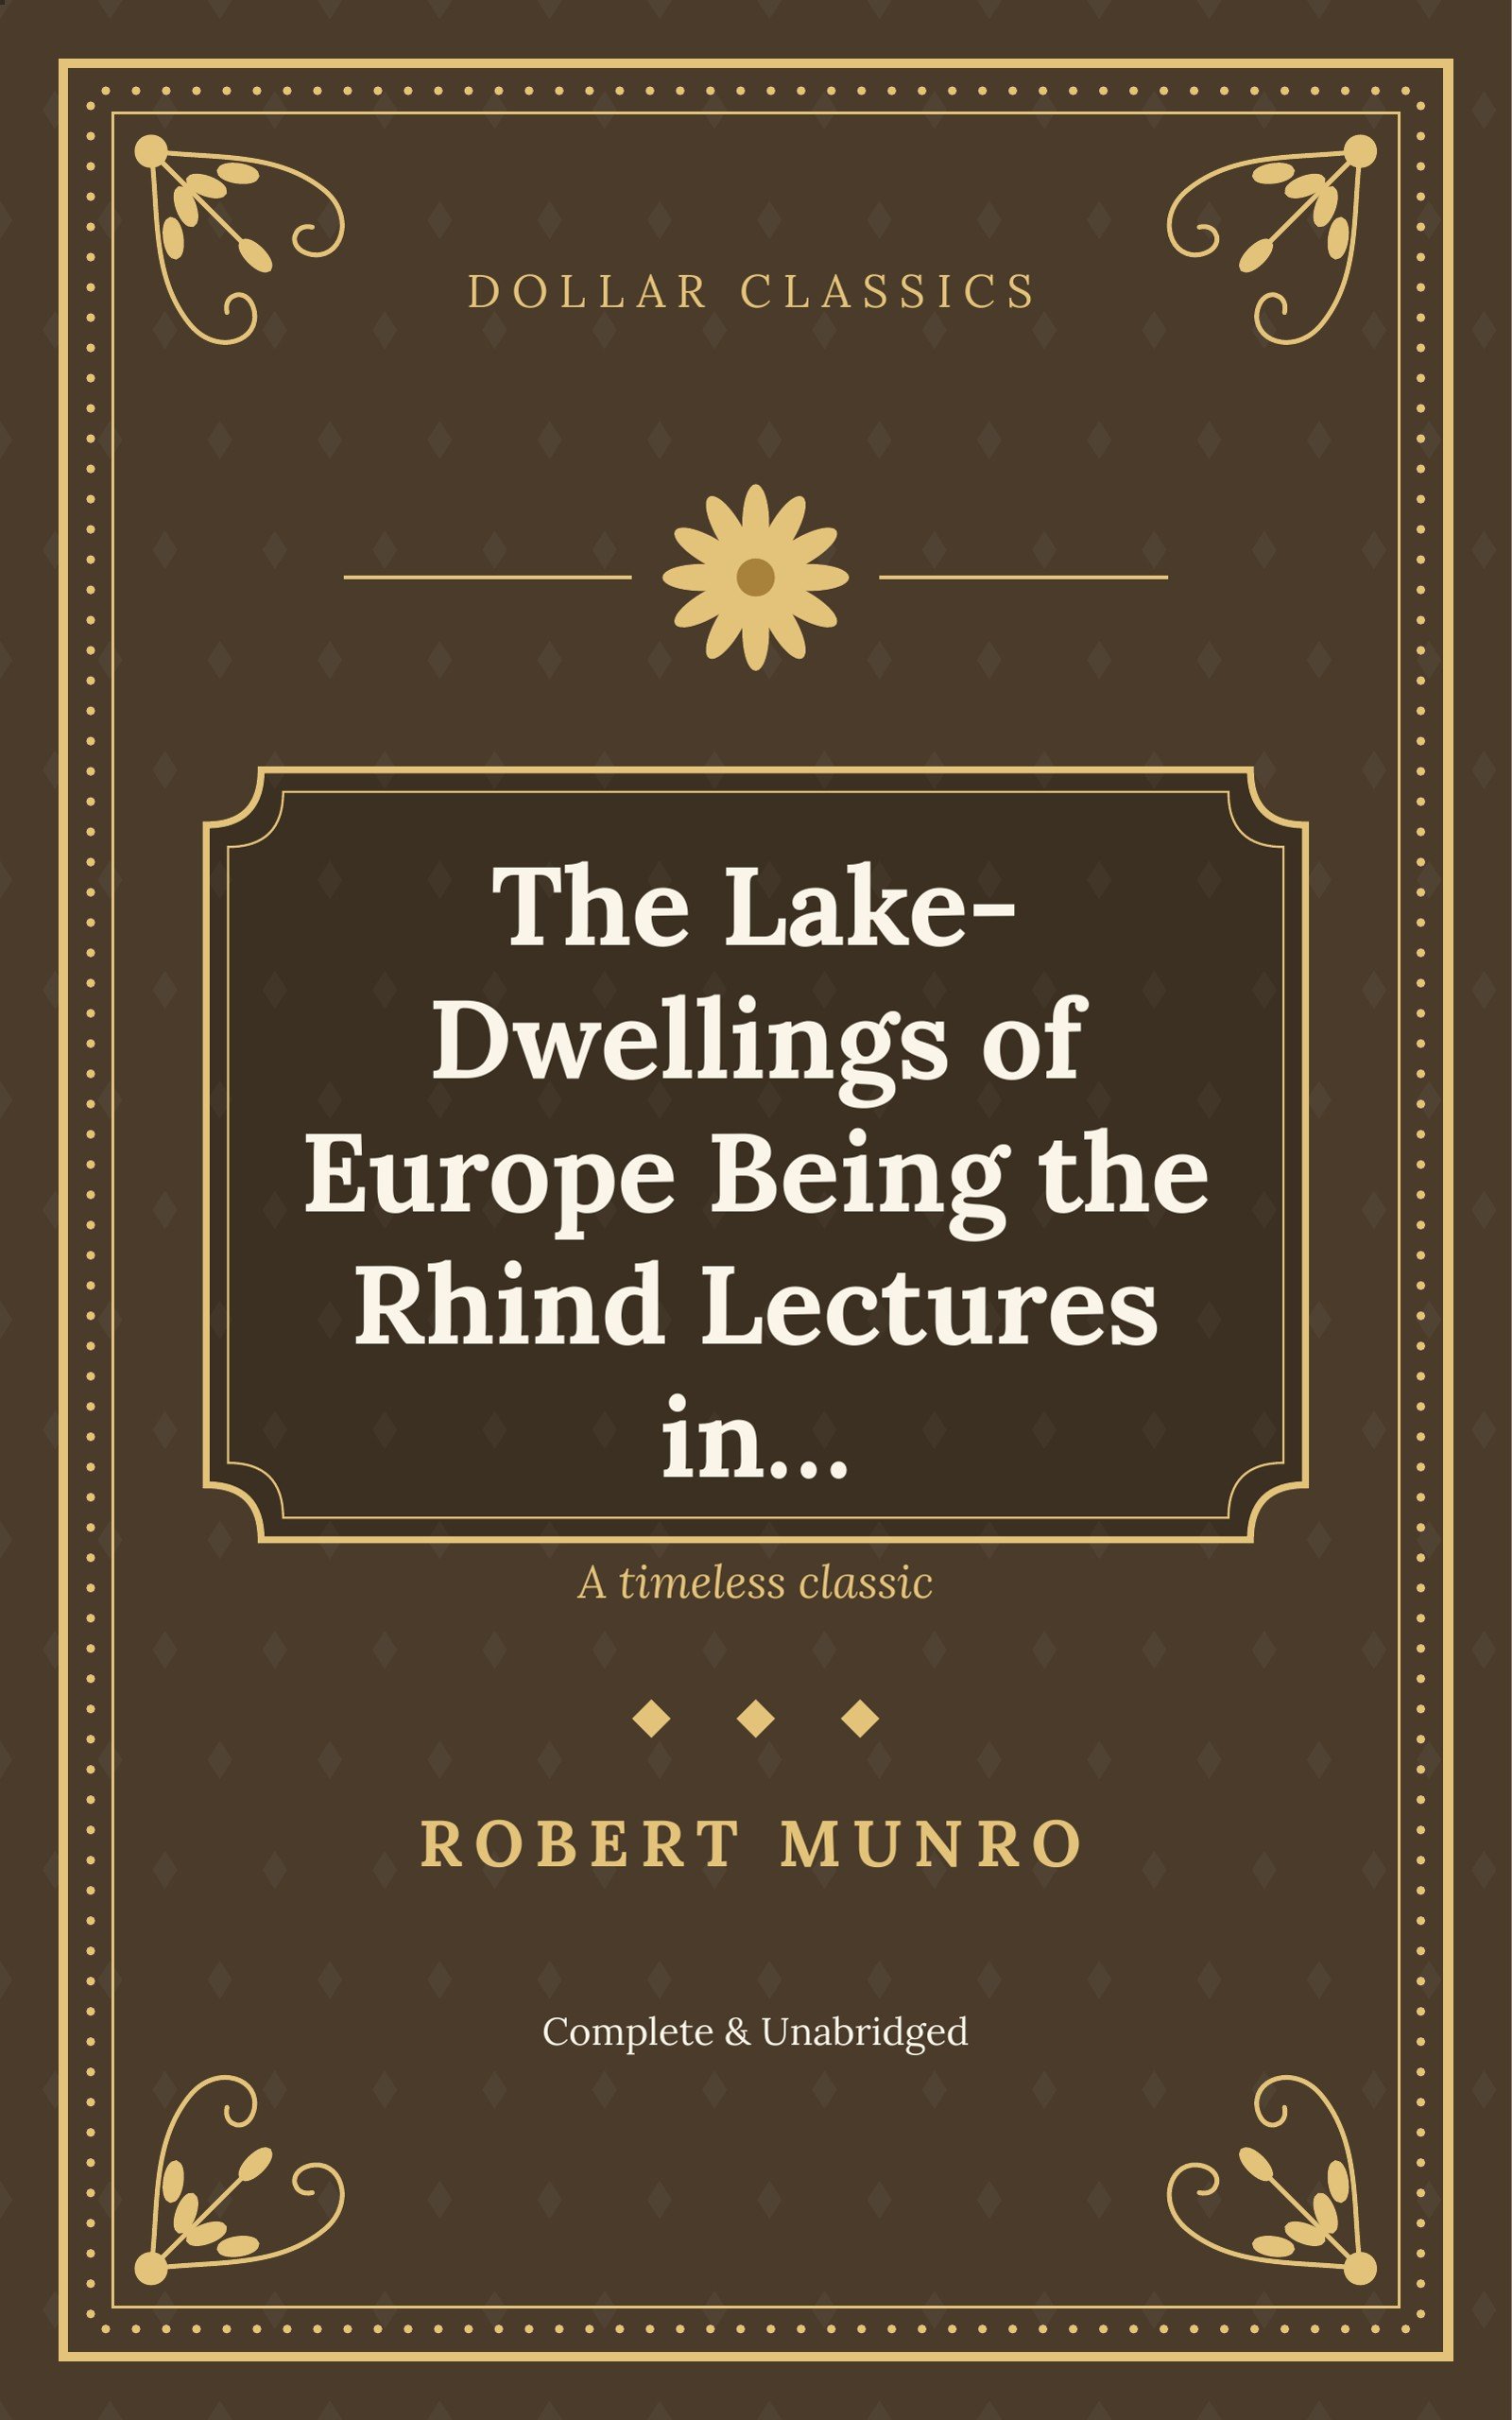 DOLLAR CLASSICS
The Lake-
Dwellings of
Europe Being the
Rhind Lectures
in...
A timeless classic
ROBERT MUNRO
Complete & Unabridged